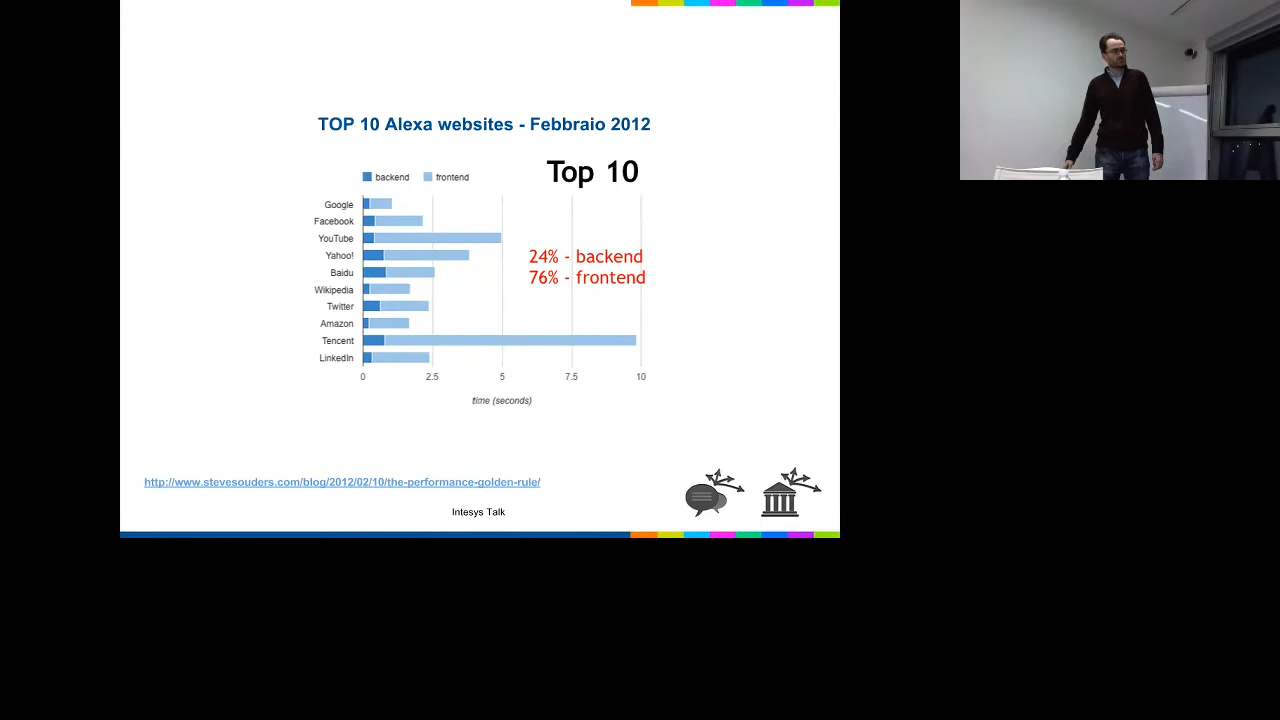 TOP 10 Alexa websites - Febbraio 2012
Top 10
backend frontend
Google
Facebook
YouTube
Yahoo!
Baidu
Wikipedia
Twitter
Amazon
Tencent
LinkedIn
24% - backend
76% - frontend
0 2.5 5 7.5 10
time (seconds)
http://www.stevesouders.com/blog/2012/02/10/the-performance-golden-rule/
Intesys Talk